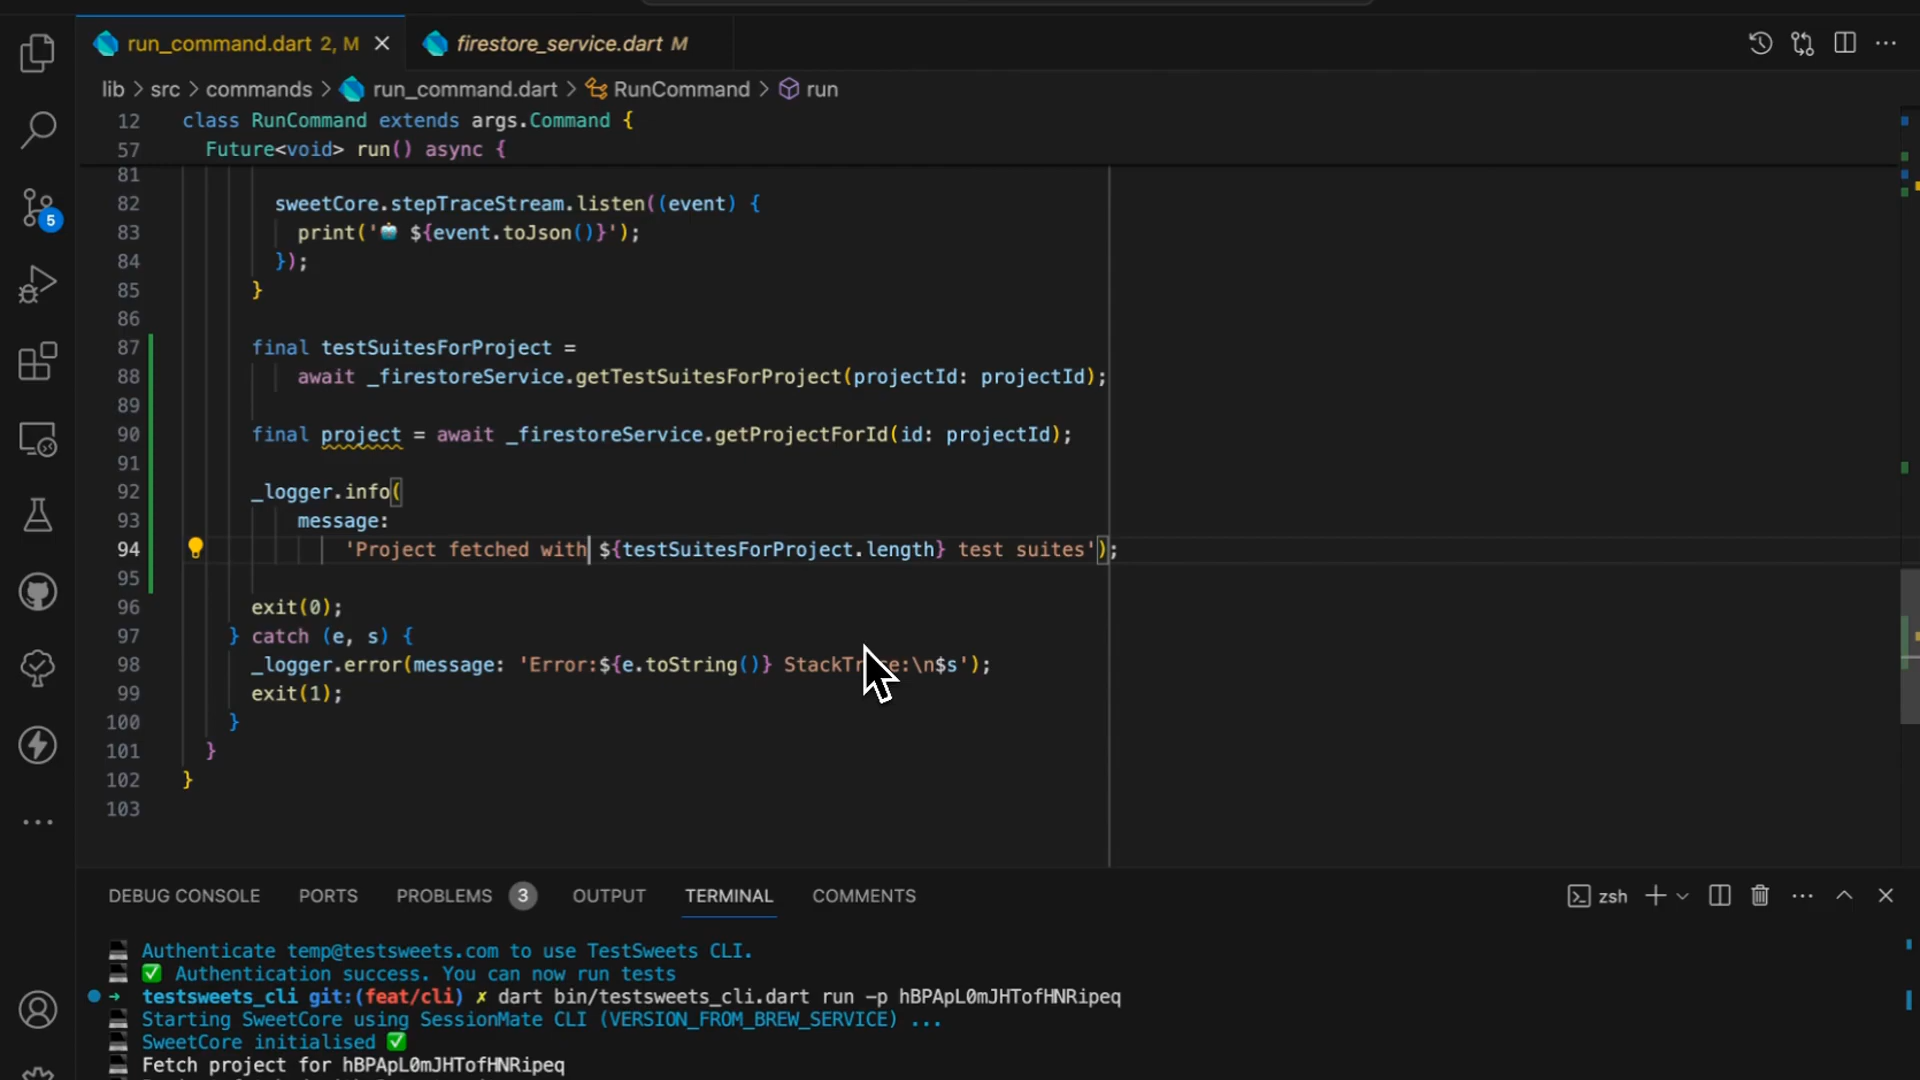 run_command.dart 2, M
firestore_service.dart M
lib > src > commands > run_command.dart > RunCommand > run
12 class RunCommand extends args.Command {
57 Future<void> run() async {
81
82 sweetCore.stepTraceStream.listen((event) {
83 print('🤖 ${event.toJson()}');
84 });
85 }
86
87 final testSuitesForProject =
88 await _firestoreService.getTestSuitesForProject(projectId: projectId);
89
90 final project = await _firestoreService.getProjectForId(id: projectId);
91
92 _logger.info(
93 message:
94 'Project fetched with ${testSuitesForProject.length} test suites');
95
96 exit(0);
97 } catch (e, s) {
98 _logger.error(message: 'Error:${e.toString()} StackTrace:\n$s');
99 exit(1);
100 }
101 }
102 }
103
5
DEBUG CONSOLE PORTS PROBLEMS 3 OUTPUT TERMINAL COMMENTS zsh
Authenticate temp@testsweets.com to use TestSweets CLI.
✅ Authentication success. You can now run tests
→ testsweets_cli git:(feat/cli) ✗ dart bin/testsweets_cli.dart run -p hBPApL0mJHTofHNRipeq
Starting SweetCore using SessionMate CLI (VERSION_FROM_BREW_SERVICE) ...
SweetCore initialised ✅
Fetch project for hBPApL0mJHTofHNRipeq